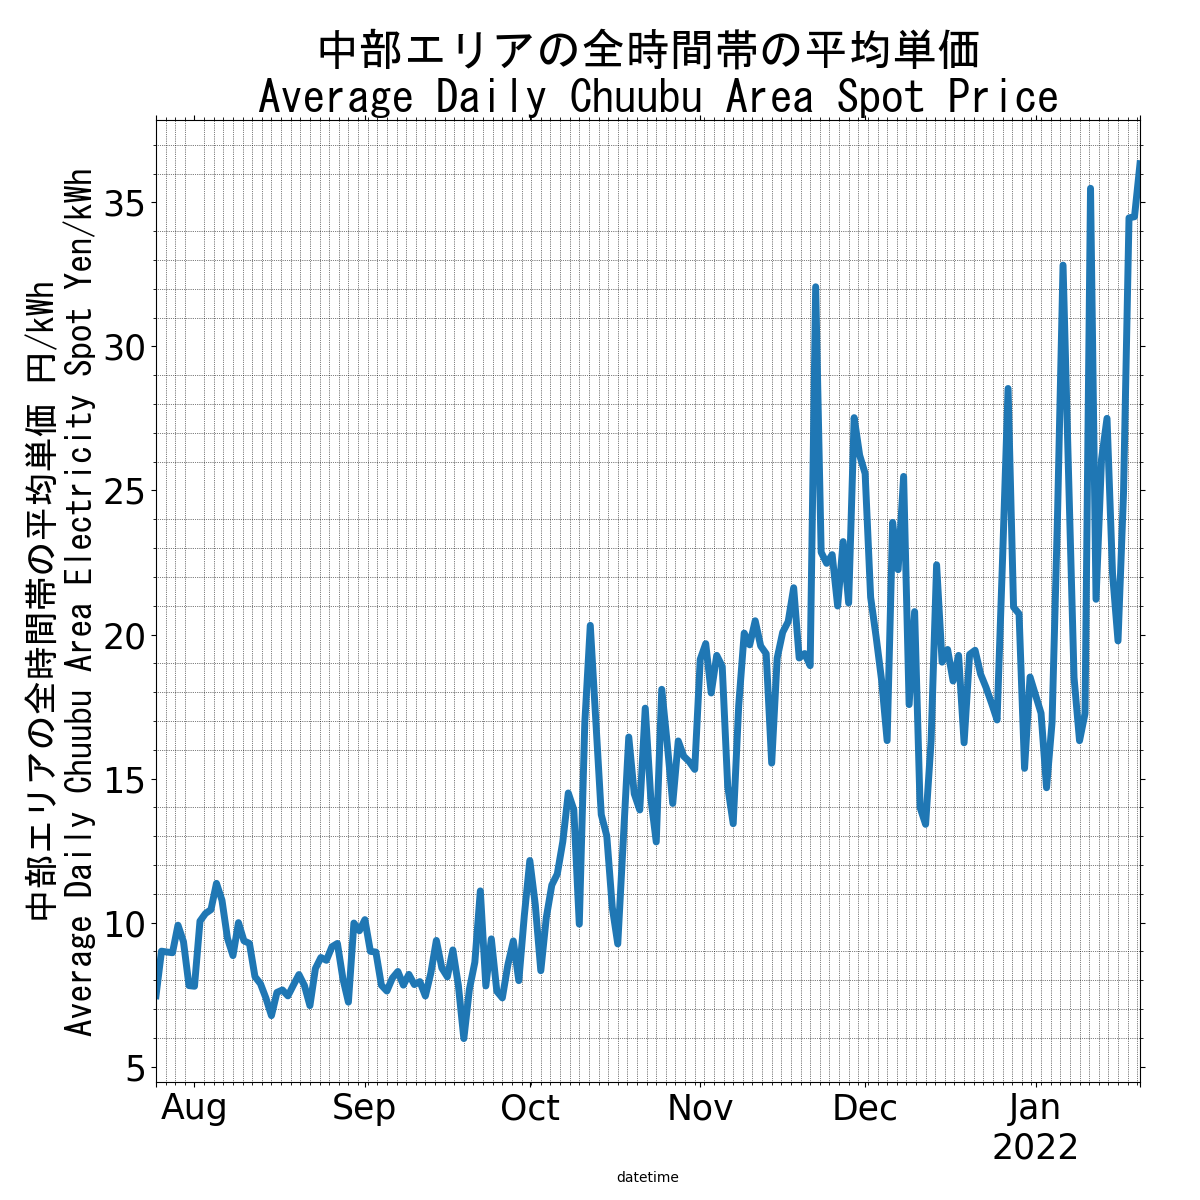 中部エリアの全時間帯の平均単価
Average Daily Chuubu Area Spot Price
中部エリアの全時間帯の平均単価 円/kWh
Average Daily Chuubu Area Electricity Spot Yen/kWh
35
30
25
20
15
10
5
Aug Sep Oct Nov Dec Jan
2022
datetime